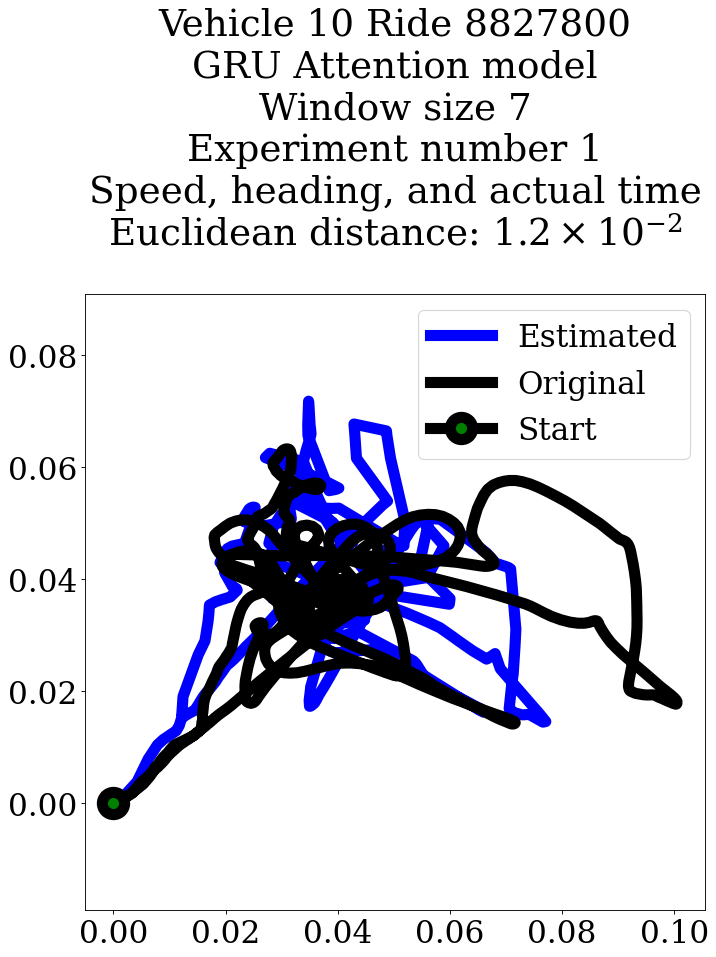 Vehicle 10 Ride 8827800
GRU Attention model
Window size 7
Experiment number 1
Speed, heading, and actual time
Euclidean distance: 1.2 × 10⁻²
Estimated
Original
Start
0.08
0.06
0.04
0.02
0.00
0.00 0.02 0.04 0.06 0.08 0.10